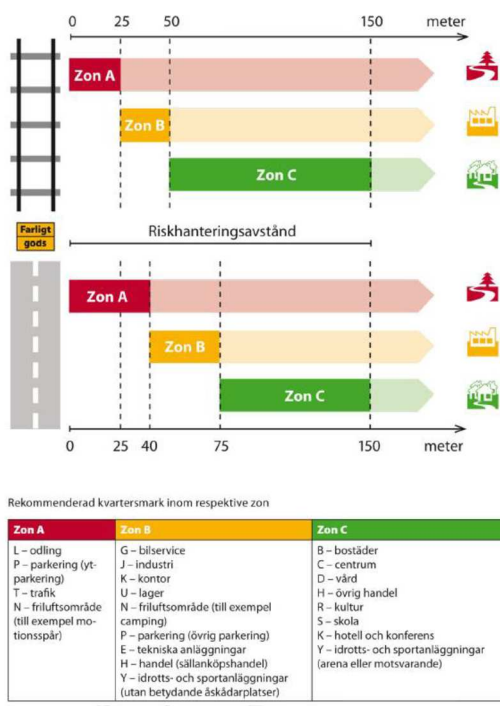 0 25 50 150 meter
Zon A
Zon B
Zon C
Farligt
gods
Riskhanteringsavstånd
Zon A
Zon B
Zon C
0 25 40 75 150 meter
Rekommenderad kvartersmark inom respektive zon
Zon A
L – odling
P – parkering (yt-
parkering)
T – trafik
N – friluftsområde
(till exempel mo-
tionsspår)
Zon B
G – bilservice
J – industri
K – kontor
U – lager
N – friluftsområde (till exempel
camping)
P – parkering (övrig parkering)
E – tekniska anläggningar
H – handel (sällanköpshandel)
Y – idrotts- och sportanläggningar
(utan betydande åskådarplatser)
Zon C
B – bostäder
C – centrum
D – vård
H – övrig handel
R – kultur
S – skola
K – hotell och konferens
Y – idrotts- och sportanläggningar
(arena eller motsvarande)